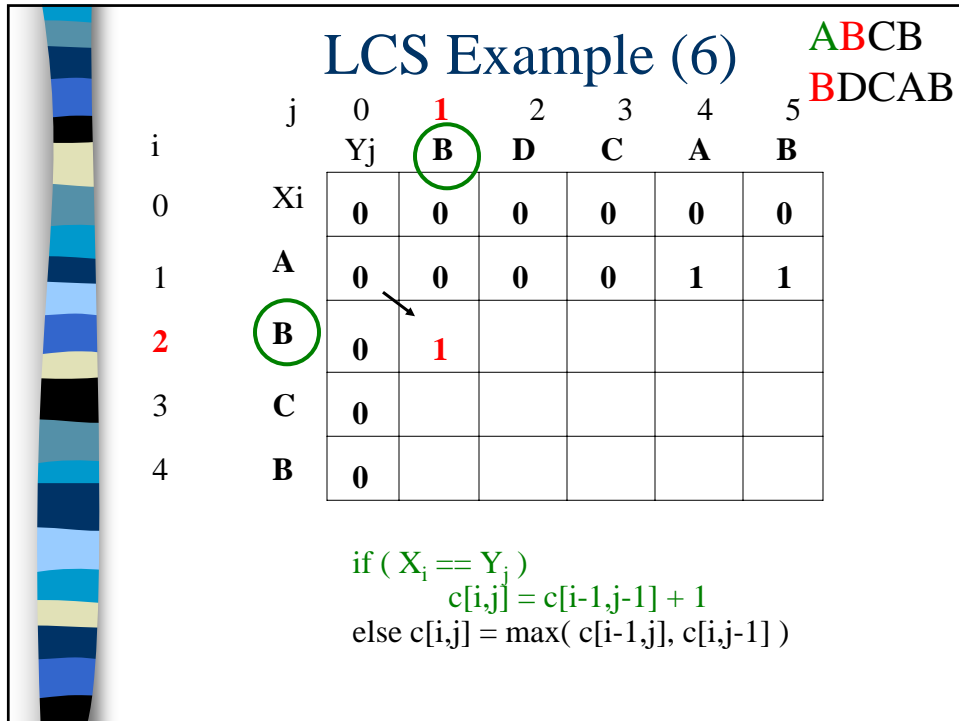 LCS Example (6)
ABCB
BDCAB
j 0 1 2 3 4 5
i Yj B D C A B
0 Xi 0 0 0 0 0 0
1 A 0 0 0 0 1 1
2 B 0 1
3 C 0
4 B 0
if ( Xi == Yj )
c[i,j] = c[i-1,j-1] + 1
else c[i,j] = max( c[i-1,j], c[i,j-1] )